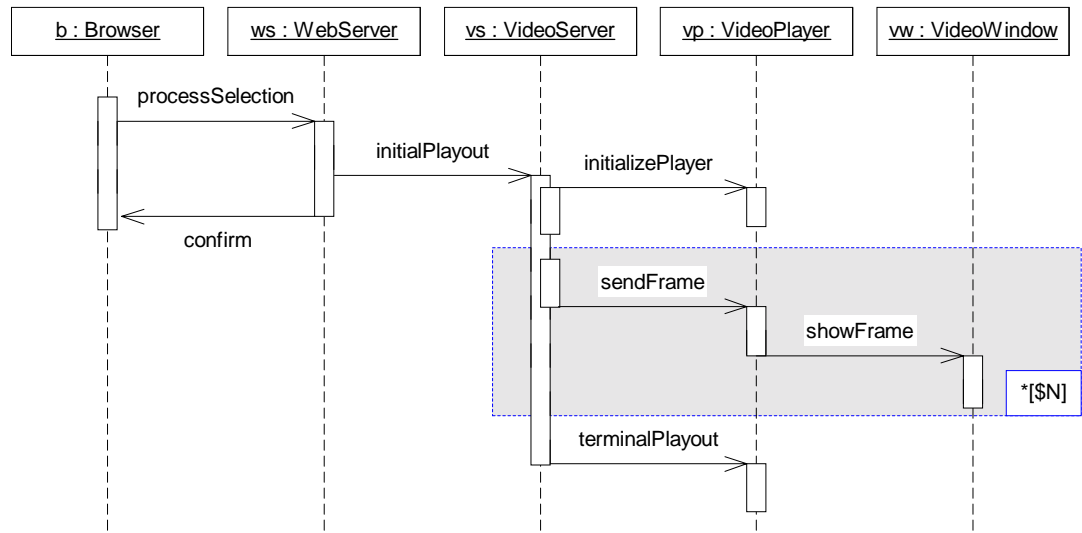 b : Browser
ws : WebServer
vs : VideoServer
vp : VideoPlayer
vw : VideoWindow
processSelection
initialPlayout
initializePlayer
confirm
sendFrame
showFrame
*[$N]
terminalPlayout